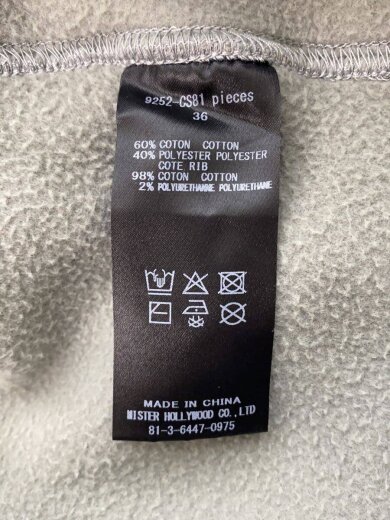 9252-CS81 pieces
36
60% COTON COTTON
40% POLYESTER POLYESTER
COTE RIB
98% COTON COTTON
2% POLYURETHANNE POLYURETHANE
MADE IN CHINA
MISTER HOLLYWOOD CO.,LTD
81-3-6447-0975